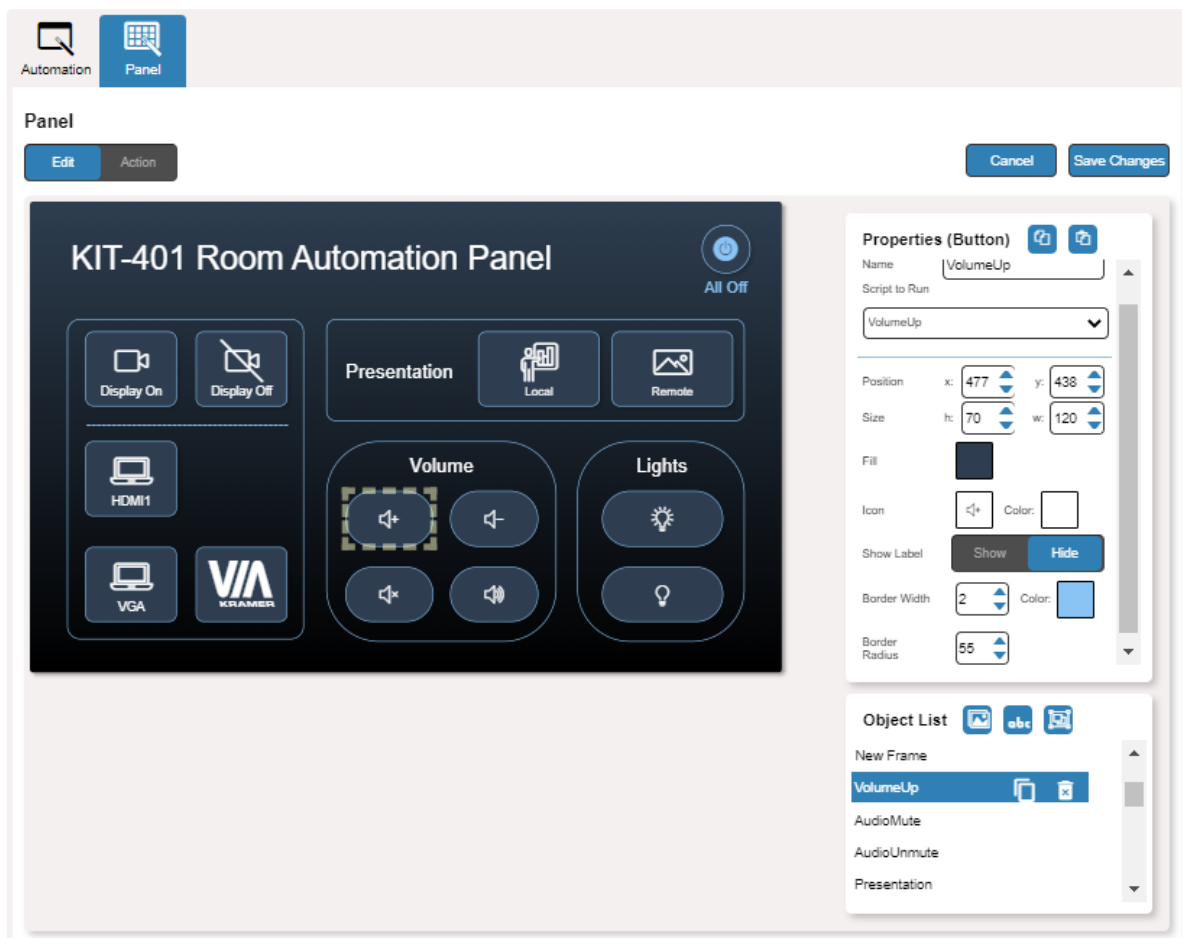 Automation
Panel
Panel
Edit
Action
Cancel
Save Changes
KIT-401 Room Automation Panel
All Off
Display On
Display Off
Presentation
Local
Remote
HDMI1
Volume
Lights
VGA
VIA
KRAMER
Properties (Button)
Name VolumeUp
Script to Run
VolumeUp
Position x: 477 y: 438
Size h: 70 w: 120
Fill
Icon Color:
Show Label Show Hide
Border Width 2 Color:
Border
Radius 55
Object List abc
New Frame
VolumeUp
AudioMute
AudioUnmute
Presentation